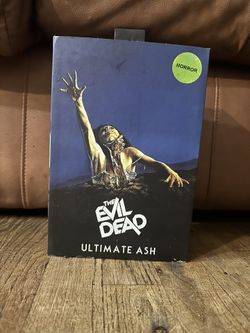 HORROR
THE
EVIL
DEAD
ULTIMATE ASH